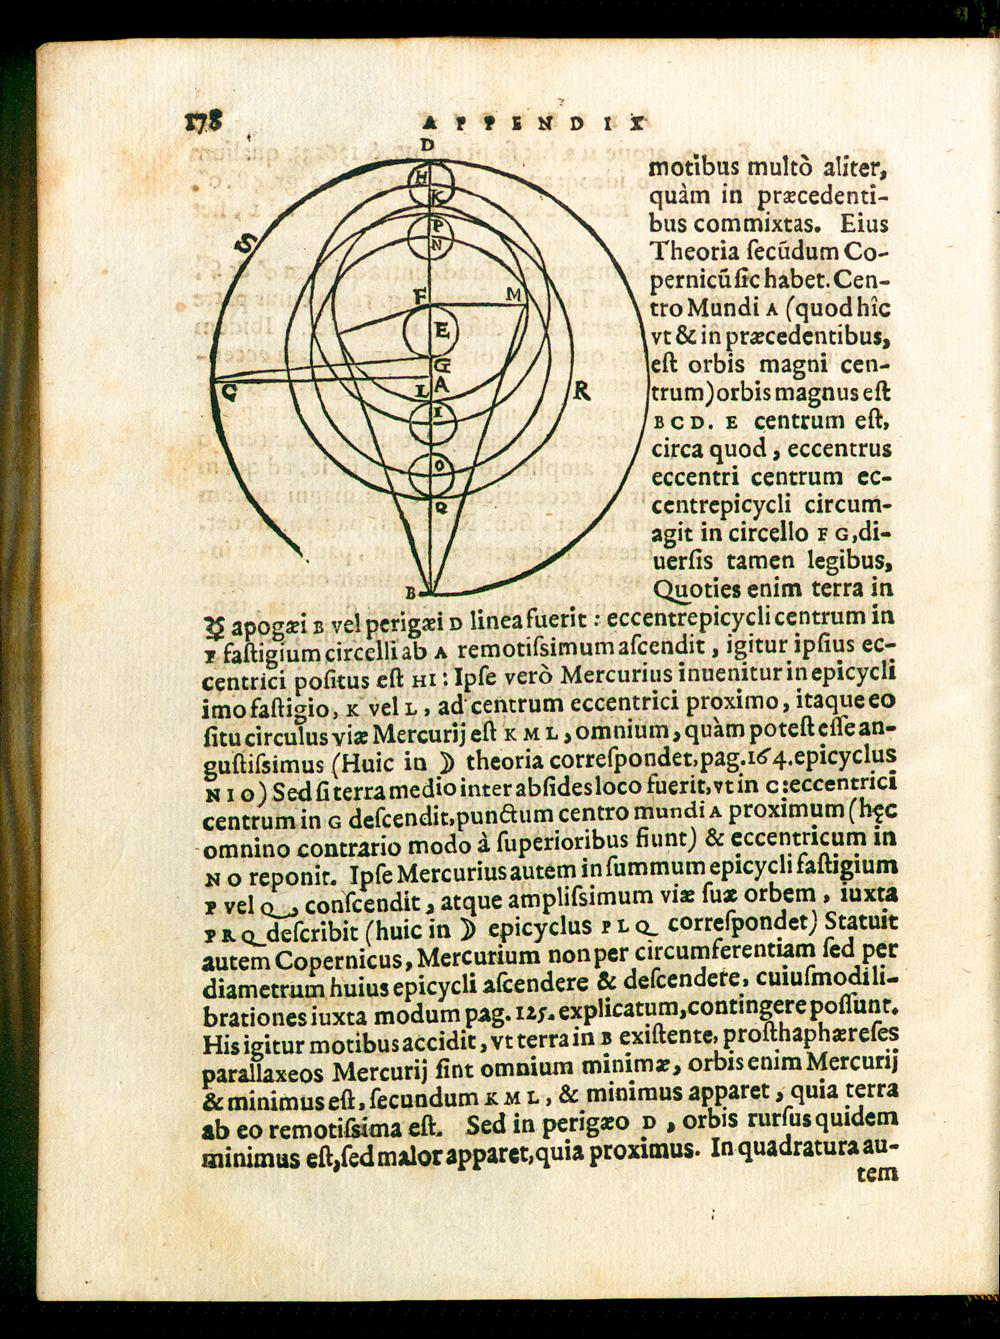 178
APPENDIX
D
H
K
P
N
S
F
M
E
G
A
L
C
I
R
O
Q
B
motibus multò aliter,
quàm in præcedenti-
bus commixtas. Eius
Theoria ſecũdum Co-
pernicũ ſic habet. Cen-
tro Mundi A (quod hîc
vt & in præcedentibus,
eſt orbis magni cen-
trum) orbis magnus eſt
BCD. E centrum eſt,
circa quod, eccentrus
eccentri centrum ec-
centrepicycli circum-
agit in circello F G, di-
uerſis tamen legibus,
Quoties enim terra in
☿ apogæi B vel perigæi D linea fuerit: eccentrepicycli centrum in
F faſtigium circelli ab A remotiſsimum aſcendit, igitur ipſius ec-
centrici poſitus eſt HI: Ipſe verò Mercurius inuenitur in epicycli
imo faſtigio, K vel L, ad centrum eccentrici proximo, itaque eo
ſitu circulus viæ Mercurij eſt K M L, omnium, quàm poteſt eſſe an-
guſtiſsimus (Huic in ☽ theoria correſpondet, pag. 164. epicyclus
N I O) Sed ſi terra medio inter abſides loco fuerit, vt in C: eccentrici
centrum in G deſcendit, punctum centro mundi A proximum (hęc
omnino contrario modo à ſuperioribus fiunt) & eccentricum in
N O reponit. Ipſe Mercurius autem in ſummum epicycli faſtigium
P vel Q, conſcendit, atque ampliſsimum viæ ſuæ orbem, iuxta
P R Q deſcribit (huic in ☽ epicyclus P L Q correſpondet) Statuit
autem Copernicus, Mercurium non per circumferentiam ſed per
diametrum huius epicycli aſcendere & deſcendere, cuiuſmodi li-
brationes iuxta modum pag. 125. explicatum, contingere poſſunt.
His igitur motibus accidit, vt terra in B exiſtente, proſthaphæreſes
parallaxeos Mercurij ſint omnium minimæ, orbis enim Mercurij
& minimus eſt, ſecundum K M L, & minimus apparet, quia terra
ab eo remotiſsima eſt. Sed in perigæo D, orbis rurſus quidem
minimus eſt, ſed maior apparet, quia proximus. In quadratura au-
tem